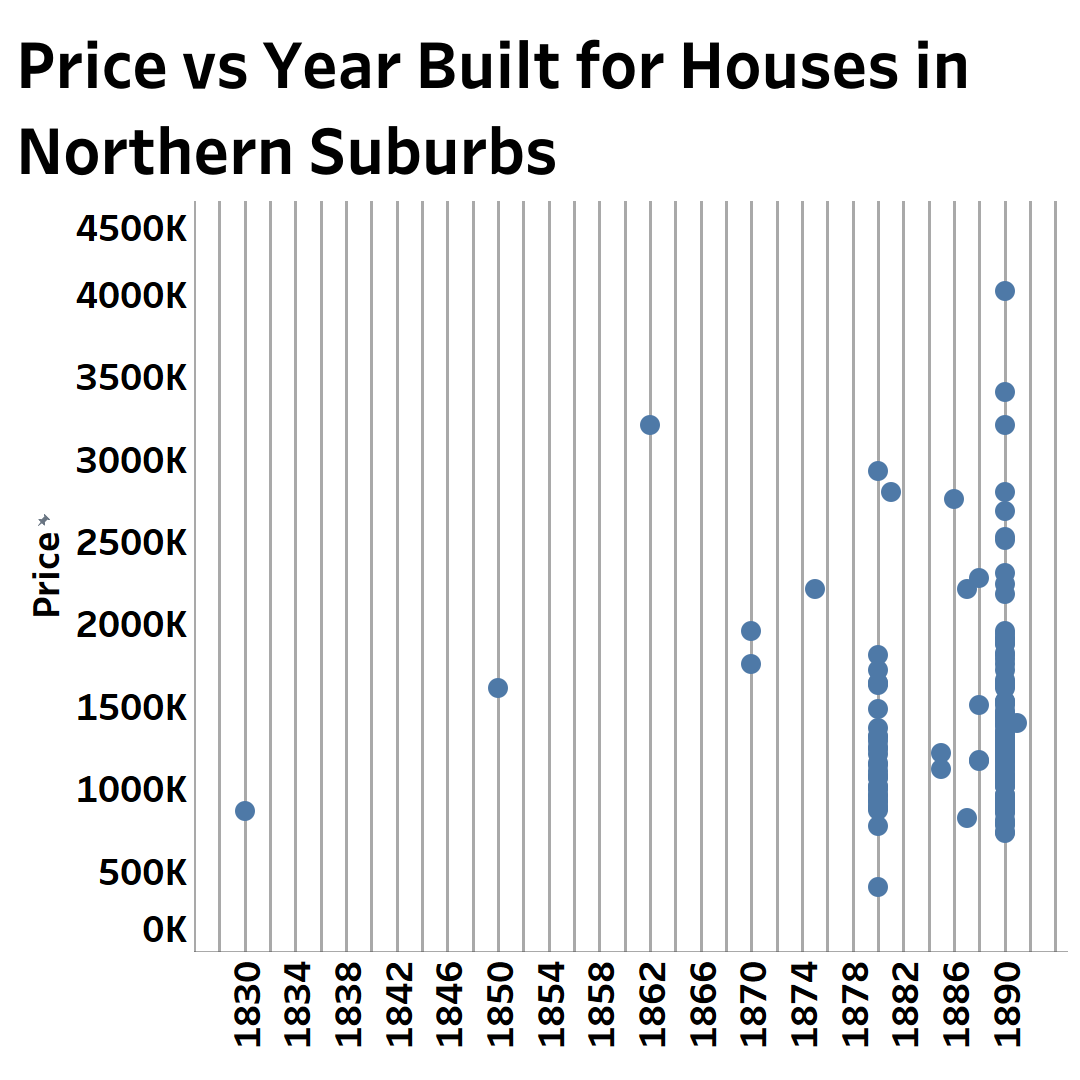 Price vs Year Built for Houses in
Northern Suburbs
4500K
4000K
3500K
3000K
2500K
2000K
1500K
1000K
500K
0K
Price
1830
1834
1838
1842
1846
1850
1854
1858
1862
1866
1870
1874
1878
1882
1886
1890